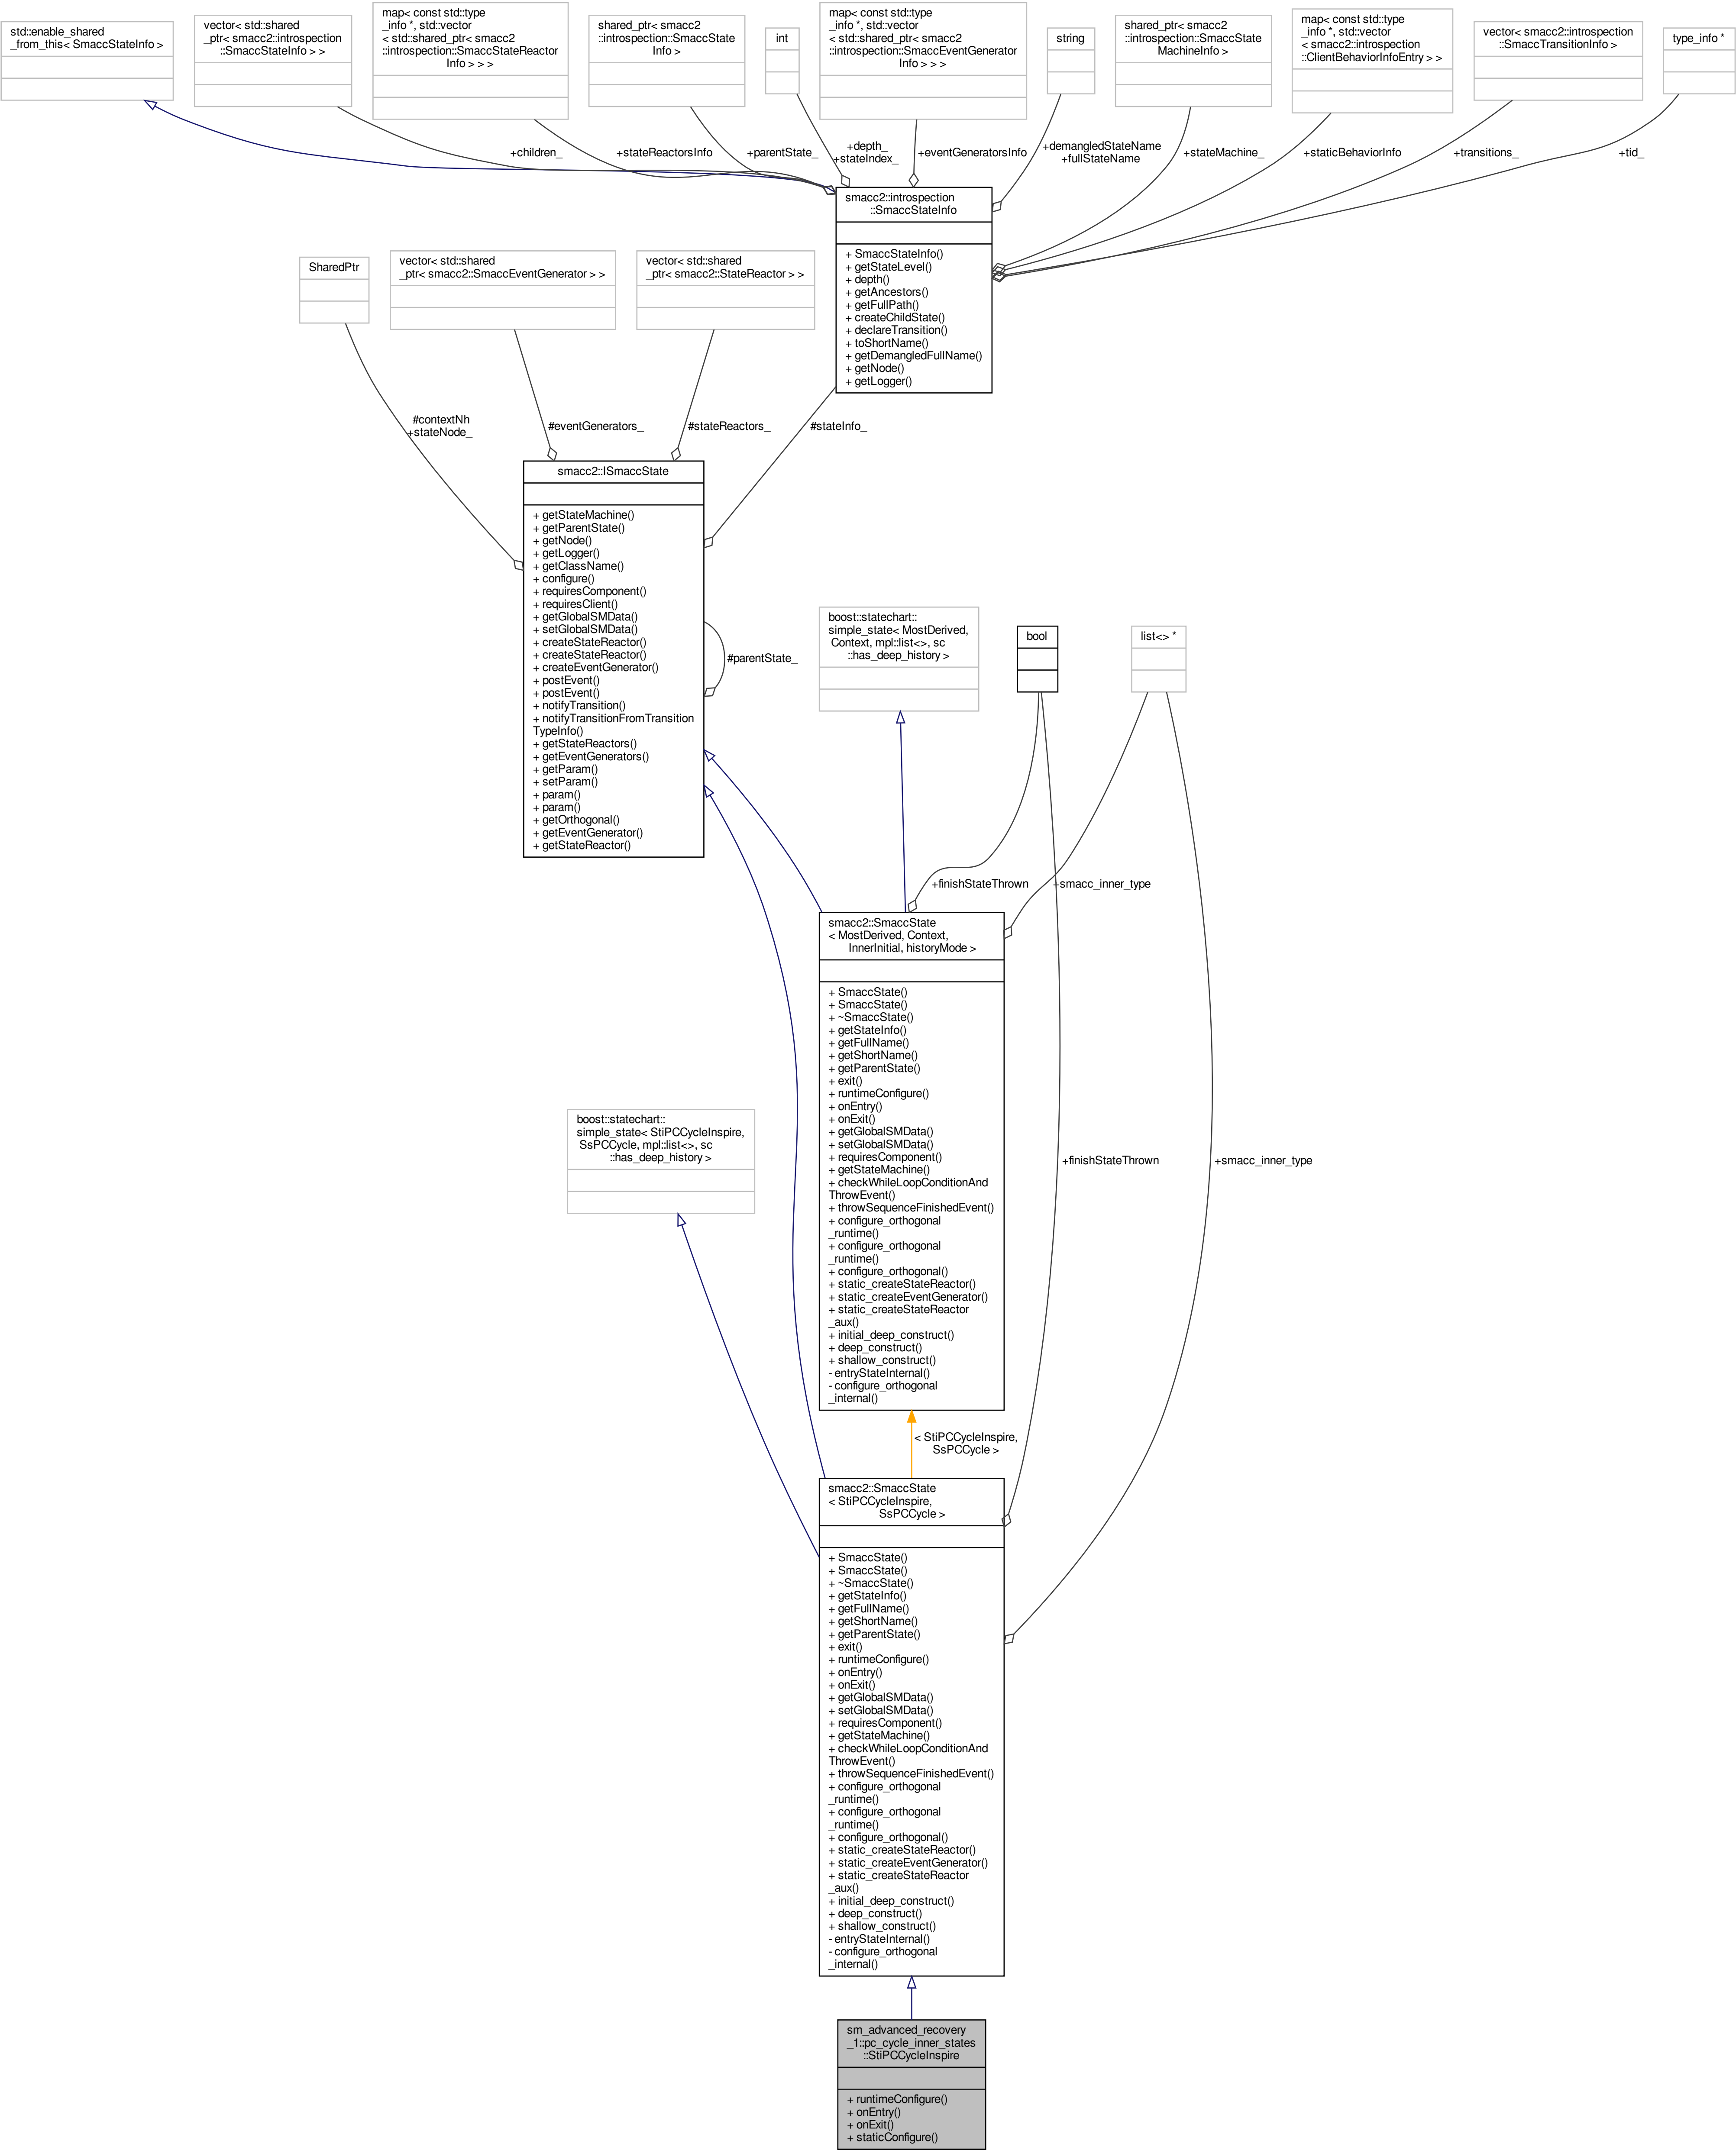 std::enable_shared
_from_this< SmaccStateInfo >
vector< std::shared
_ptr< smacc2::introspection
::SmaccStateInfo > >
map< const std::type
_info *, std::vector
< std::shared_ptr< smacc2
::introspection::SmaccStateReactor
Info > > >
shared_ptr< smacc2
::introspection::SmaccState
Info >
int
map< const std::type
_info *, std::vector
< std::shared_ptr< smacc2
::introspection::SmaccEventGenerator
Info > > >
string
shared_ptr< smacc2
::introspection::SmaccState
MachineInfo >
map< const std::type
_info *, std::vector
< smacc2::introspection
::ClientBehaviorInfoEntry > >
vector< smacc2::introspection
::SmaccTransitionInfo >
type_info *
+children_
+stateReactorsInfo
+parentState_
+depth_
+stateIndex_
+eventGeneratorsInfo
+demangledStateName
+fullStateName
+stateMachine_
+staticBehaviorInfo
+transitions_
+tid_
smacc2::introspection
::SmaccStateInfo
+ SmaccStateInfo()
+ getStateLevel()
+ depth()
+ getAncestors()
+ getFullPath()
+ createChildState()
+ declareTransition()
+ toShortName()
+ getDemangledFullName()
+ getNode()
+ getLogger()
SharedPtr
vector< std::shared
_ptr< smacc2::SmaccEventGenerator > >
vector< std::shared
_ptr< smacc2::StateReactor > >
#contextNh
+stateNode_
#eventGenerators_
#stateReactors_
#stateInfo_
smacc2::ISmaccState
+ getStateMachine()
+ getParentState()
+ getNode()
+ getLogger()
+ getClassName()
+ configure()
+ requiresComponent()
+ requiresClient()
+ getGlobalSMData()
+ setGlobalSMData()
+ createStateReactor()
+ createStateReactor()
+ createEventGenerator()
+ postEvent()
+ postEvent()
+ notifyTransition()
+ notifyTransitionFromTransition
TypeInfo()
+ getStateReactors()
+ getEventGenerators()
+ getParam()
+ setParam()
+ param()
+ param()
+ getOrthogonal()
+ getEventGenerator()
+ getStateReactor()
#parentState_
boost::statechart::
simple_state< MostDerived,
Context, mpl::list<>, sc
::has_deep_history >
bool
list<> *
+finishStateThrown
+smacc_inner_type
smacc2::SmaccState
< MostDerived, Context,
InnerInitial, historyMode >
+ SmaccState()
+ SmaccState()
+ ~SmaccState()
+ getStateInfo()
+ getFullName()
+ getShortName()
+ getParentState()
+ exit()
+ runtimeConfigure()
+ onEntry()
+ onExit()
+ getGlobalSMData()
+ setGlobalSMData()
+ requiresComponent()
+ getStateMachine()
+ checkWhileLoopConditionAnd
ThrowEvent()
+ throwSequenceFinishedEvent()
+ configure_orthogonal
_runtime()
+ configure_orthogonal
_runtime()
+ configure_orthogonal()
+ static_createStateReactor()
+ static_createEventGenerator()
+ static_createStateReactor
_aux()
+ initial_deep_construct()
+ deep_construct()
+ shallow_construct()
- entryStateInternal()
- configure_orthogonal
_internal()
boost::statechart::
simple_state< StiPCCycleInspire,
SsPCCycle, mpl::list<>, sc
::has_deep_history >
+finishStateThrown
+smacc_inner_type
< StiPCCycleInspire,
SsPCCycle >
smacc2::SmaccState
< StiPCCycleInspire,
SsPCCycle >
+ SmaccState()
+ SmaccState()
+ ~SmaccState()
+ getStateInfo()
+ getFullName()
+ getShortName()
+ getParentState()
+ exit()
+ runtimeConfigure()
+ onEntry()
+ onExit()
+ getGlobalSMData()
+ setGlobalSMData()
+ requiresComponent()
+ getStateMachine()
+ checkWhileLoopConditionAnd
ThrowEvent()
+ throwSequenceFinishedEvent()
+ configure_orthogonal
_runtime()
+ configure_orthogonal
_runtime()
+ configure_orthogonal()
+ static_createStateReactor()
+ static_createEventGenerator()
+ static_createStateReactor
_aux()
+ initial_deep_construct()
+ deep_construct()
+ shallow_construct()
- entryStateInternal()
- configure_orthogonal
_internal()
sm_advanced_recovery
_1::pc_cycle_inner_states
::StiPCCycleInspire
+ runtimeConfigure()
+ onEntry()
+ onExit()
+ staticConfigure()